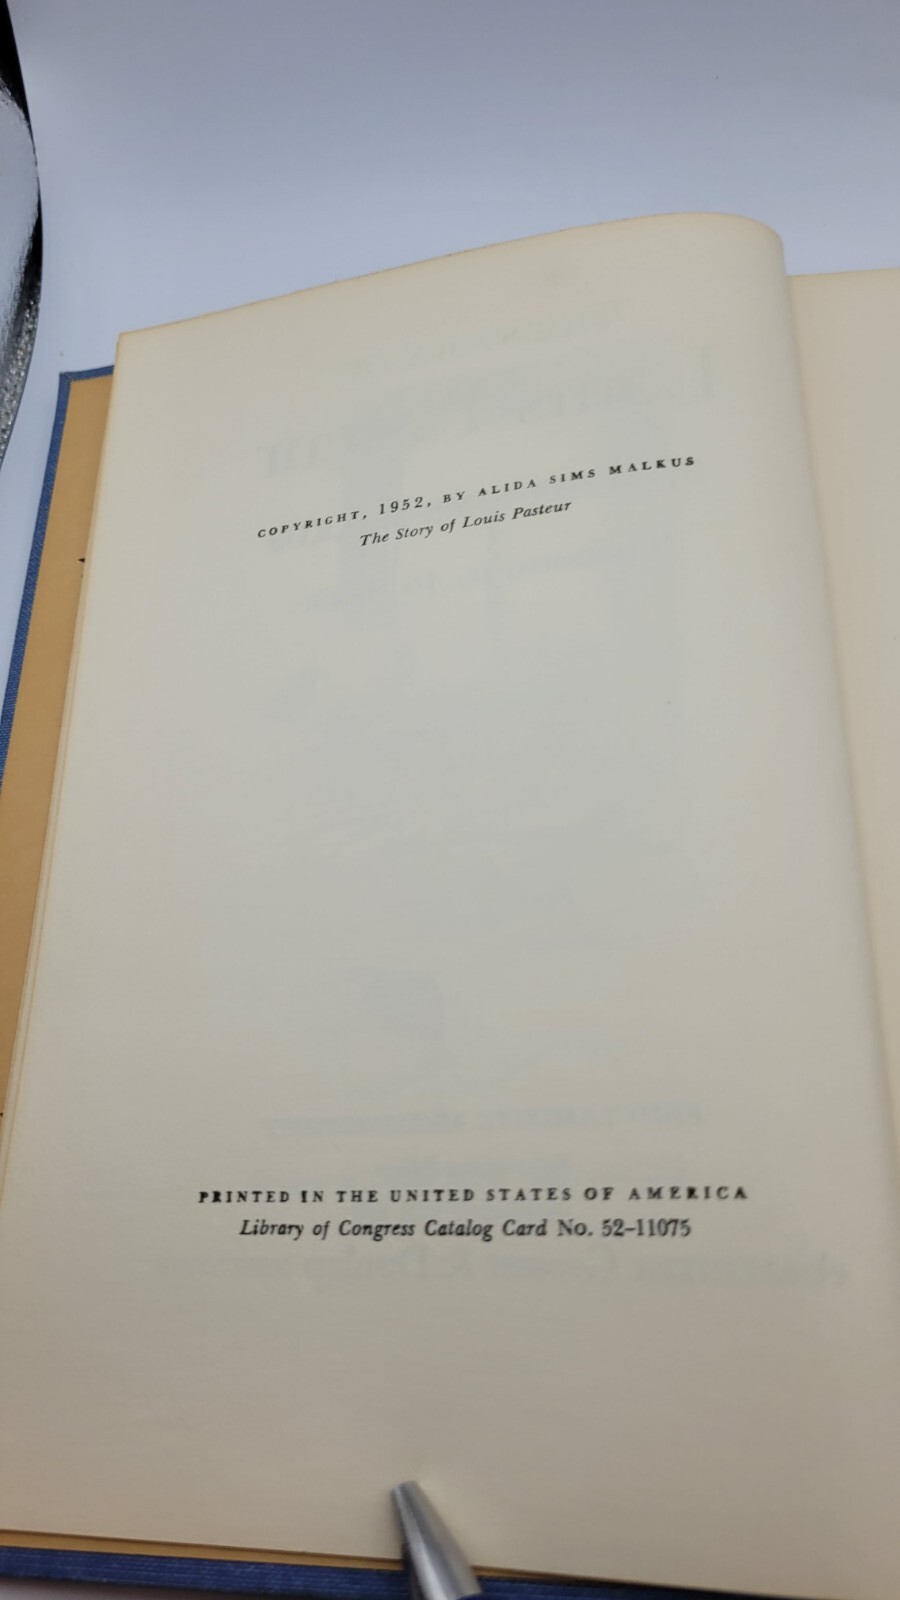 COPYRIGHT, 1952, BY ALIDA SIMS MALKUS
The Story of Louis Pasteur
PRINTED IN THE UNITED STATES OF AMERICA
Library of Congress Catalog Card No. 52-11075